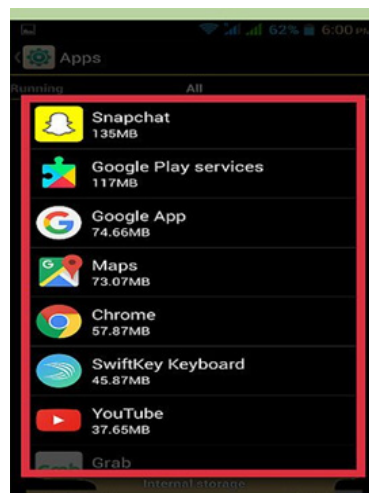 62% 6:00 PM
Apps
Running All
Snapchat
135MB
Google Play services
117MB
Google App
74.66MB
Maps
73.07MB
Chrome
57.87MB
SwiftKey Keyboard
45.87MB
YouTube
37.65MB
Grab
Internal storage